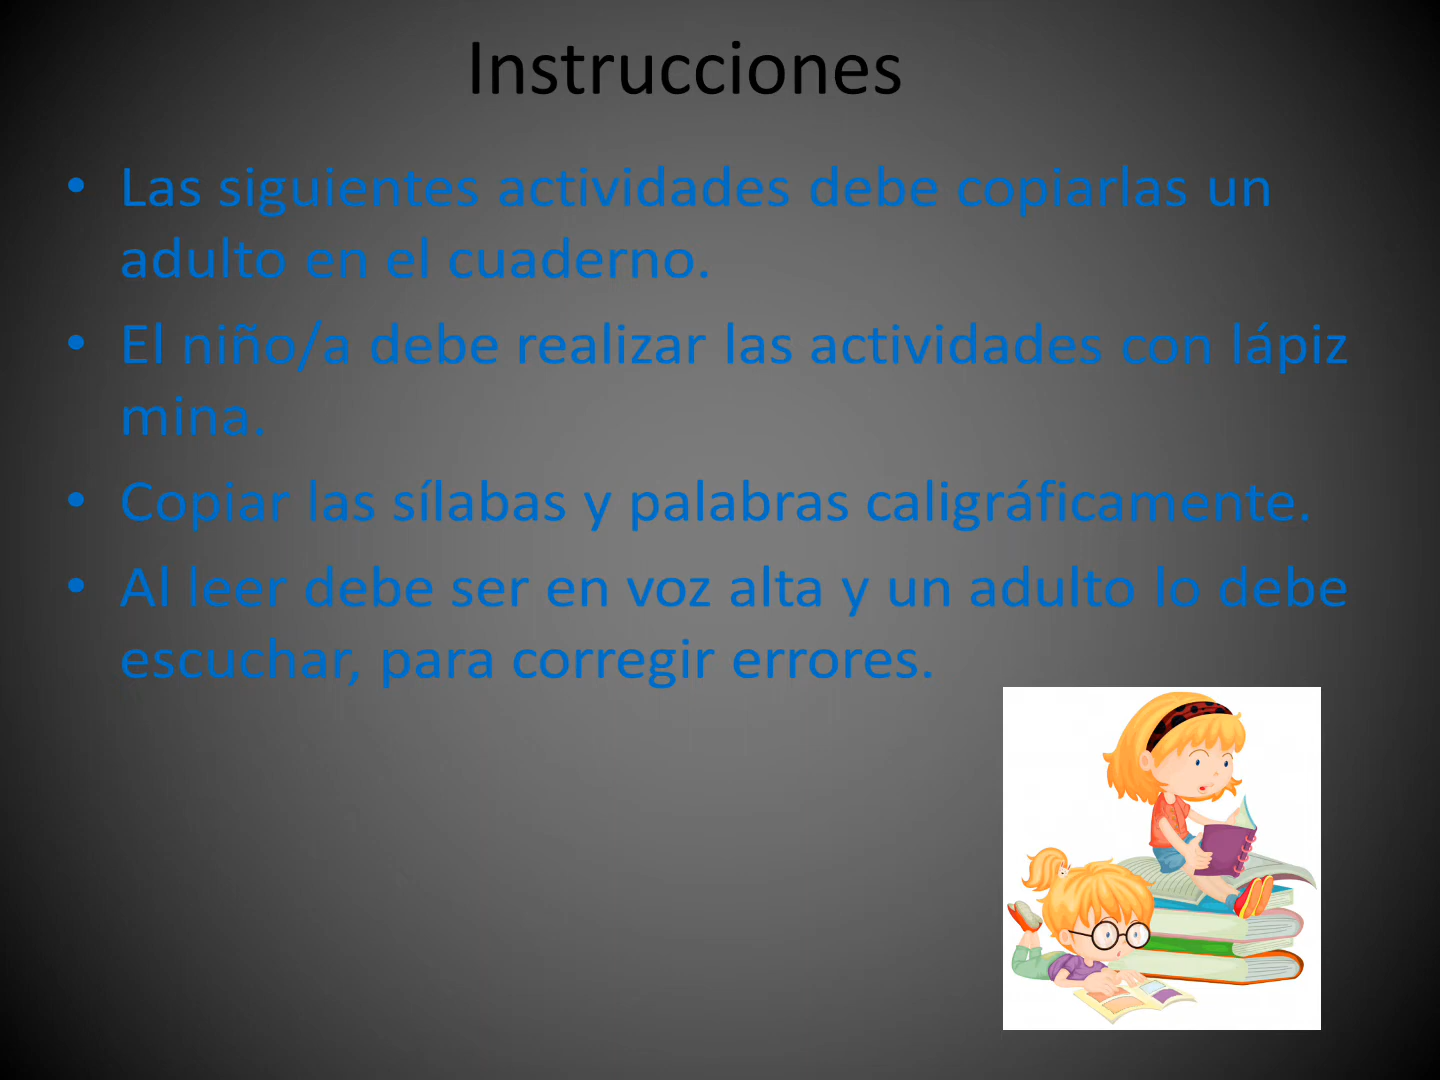 Instrucciones
• Las siguientes actividades debe copiarlas un
adulto en el cuaderno.
• El niño/a debe realizar las actividades con lápiz
mina.
• Copiar las sílabas y palabras caligráficamente.
• Al leer debe ser en voz alta y un adulto lo debe
escuchar, para corregir errores.